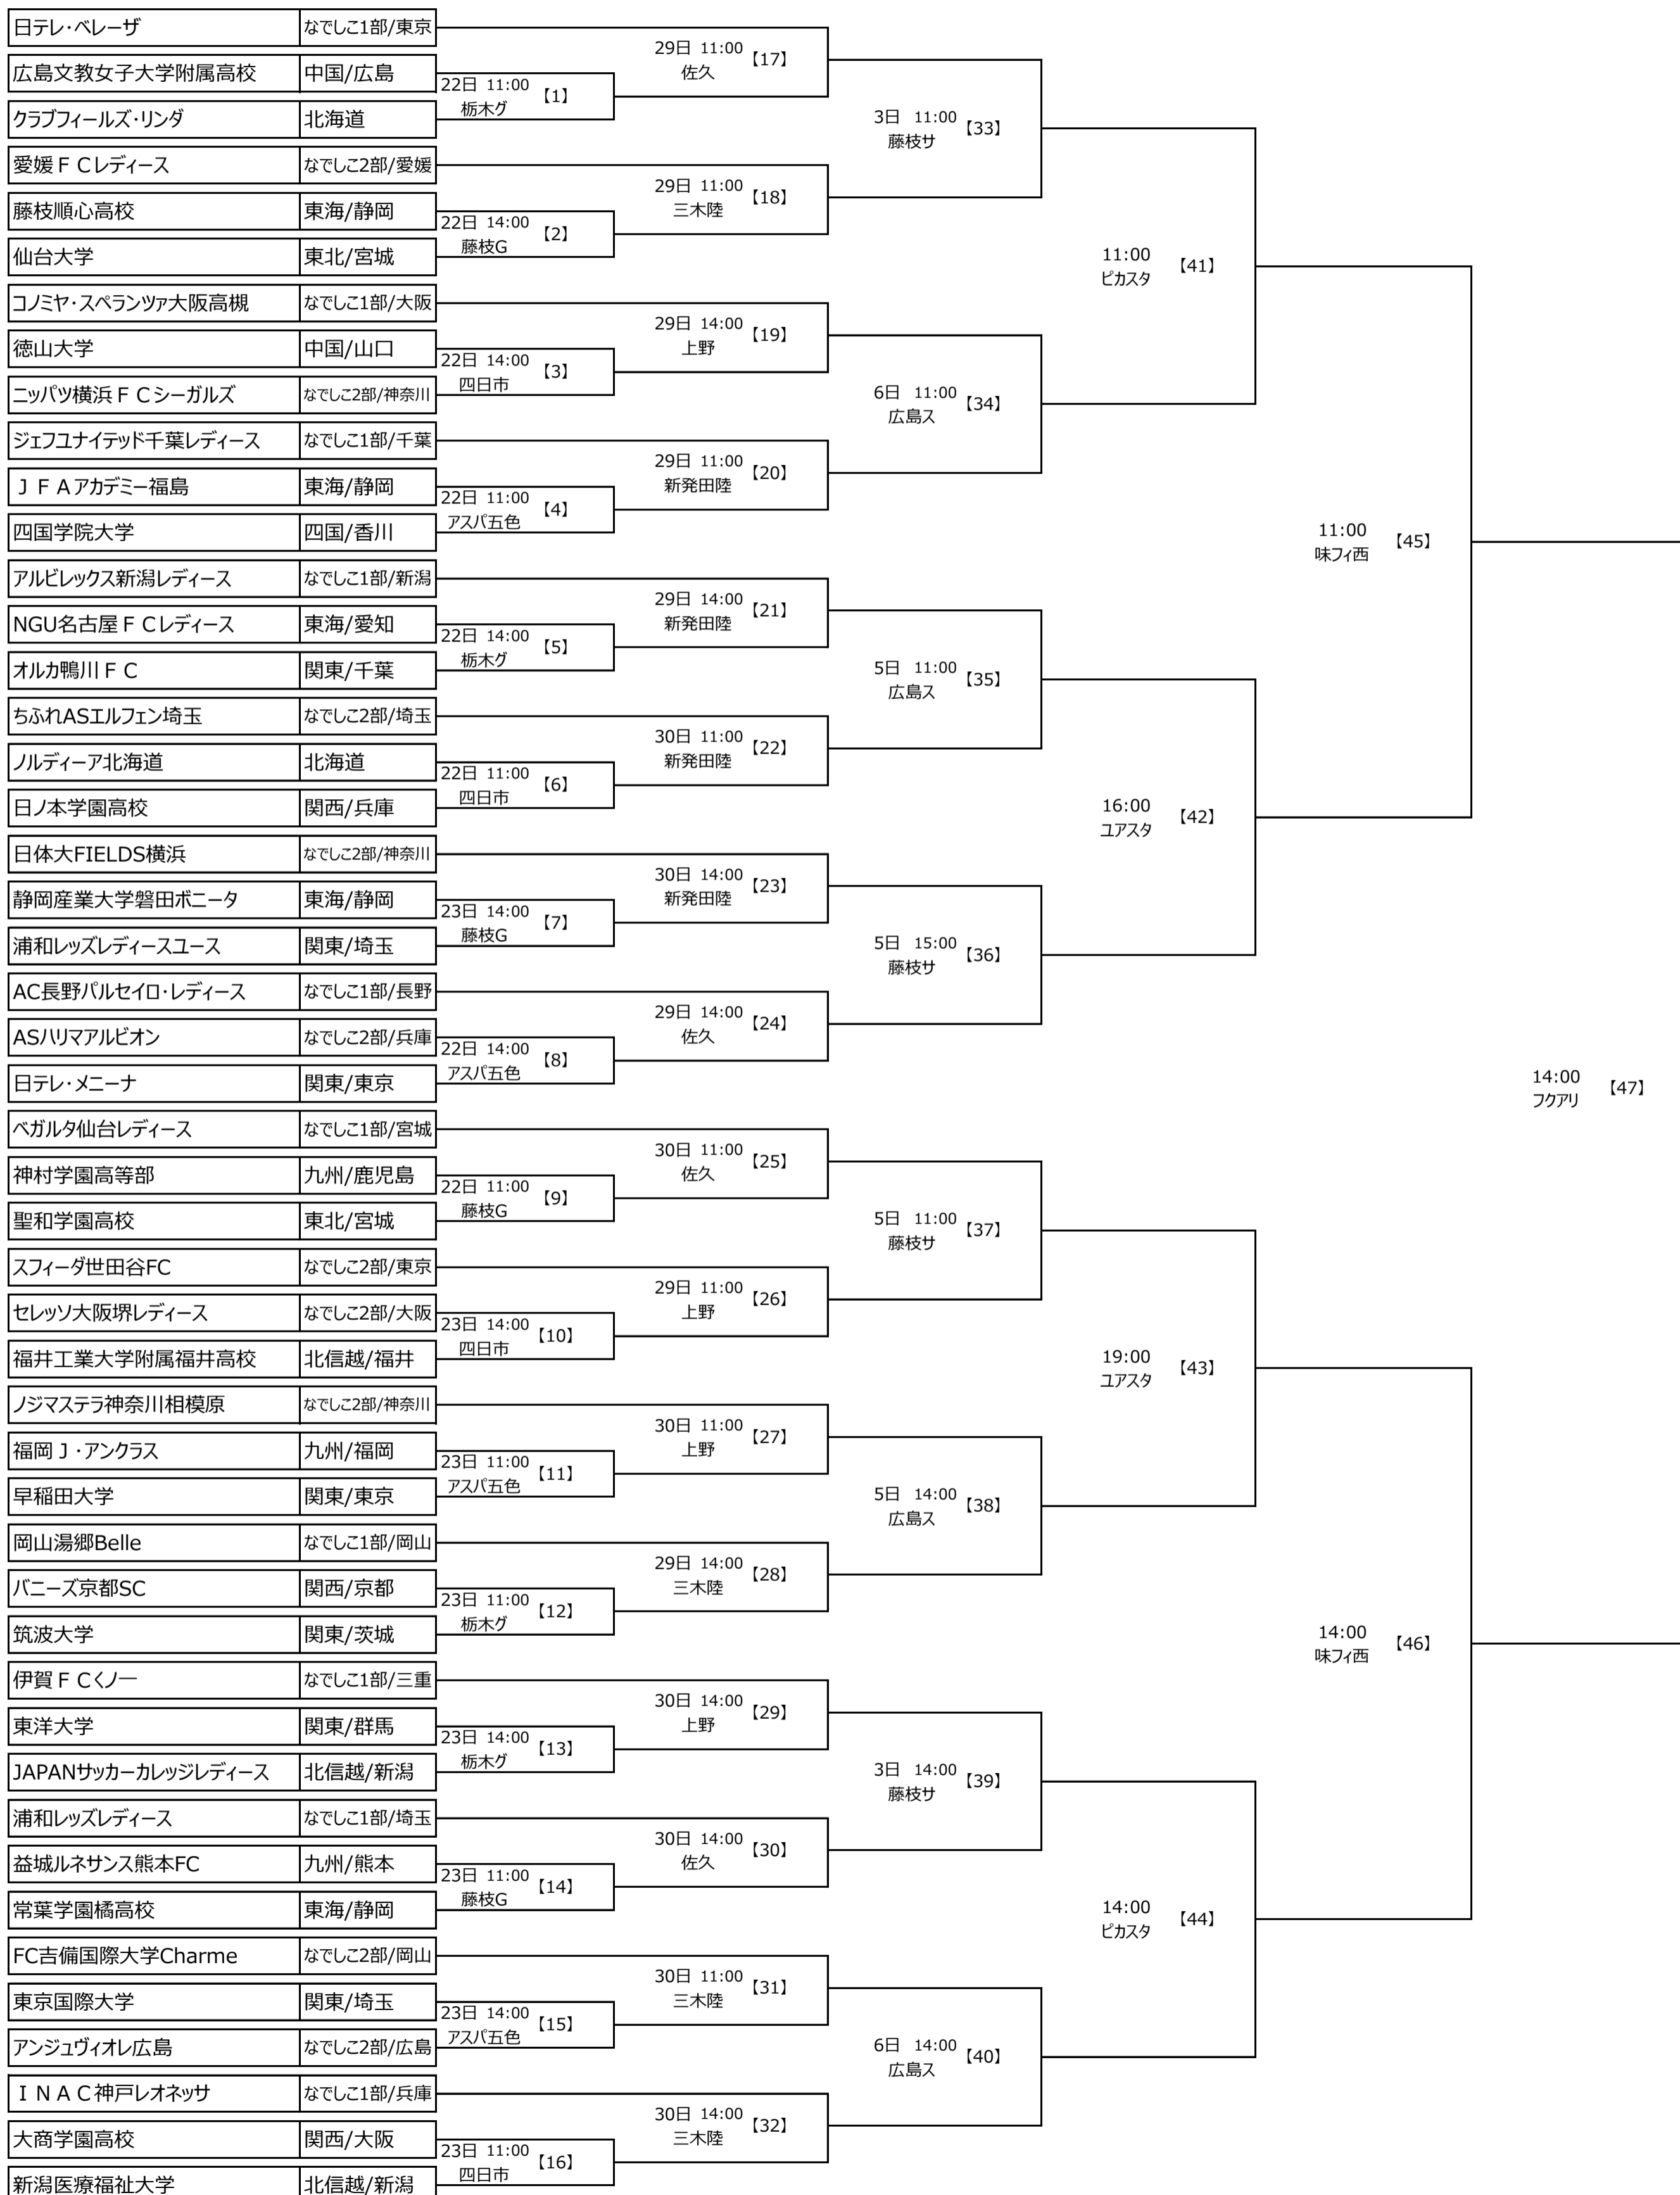 日テレ・ベレーザ なでしこ1部/東京
29日 11:00 【17】
佐久
広島文教女子大学附属高校 中国/広島
22日 11:00 【1】
栃木グ
クラブフィールズ・リンダ 北海道
3日 11:00 【33】
藤枝サ
愛媛ＦＣレディース なでしこ2部/愛媛
29日 11:00 【18】
三木陸
藤枝順心高校 東海/静岡
22日 14:00 【2】
藤枝G
仙台大学 東北/宮城
11:00 【41】
ピカスタ
コノミヤ・スペランツァ大阪高槻 なでしこ1部/大阪
29日 14:00 【19】
上野
徳山大学 中国/山口
22日 14:00 【3】
四日市
ニッパツ横浜ＦＣシーガルズ なでしこ2部/神奈川
6日 11:00 【34】
広島ス
ジェフユナイテッド千葉レディース なでしこ1部/千葉
29日 11:00 【20】
新発田陸
ＪＦＡアカデミー福島 東海/静岡
22日 11:00 【4】
アスパ五色
四国学院大学 四国/香川
11:00 【45】
味フィ西
アルビレックス新潟レディース なでしこ1部/新潟
29日 14:00 【21】
新発田陸
NGU名古屋ＦＣレディース 東海/愛知
22日 14:00 【5】
栃木グ
オルカ鴨川ＦＣ 関東/千葉
5日 11:00 【35】
広島ス
ちふれASエルフェン埼玉 なでしこ2部/埼玉
30日 11:00 【22】
新発田陸
ノルディーア北海道 北海道
22日 11:00 【6】
四日市
日ノ本学園高校 関西/兵庫
16:00 【42】
ユアスタ
日体大FIELDS横浜 なでしこ2部/神奈川
30日 14:00 【23】
新発田陸
静岡産業大学磐田ボニータ 東海/静岡
23日 14:00 【7】
藤枝G
浦和レッズレディースユース 関東/埼玉
5日 15:00 【36】
藤枝サ
AC長野パルセイロ・レディース なでしこ1部/長野
29日 14:00 【24】
佐久
ASハリマアルビオン なでしこ2部/兵庫
22日 14:00 【8】
アスパ五色
日テレ・メニーナ 関東/東京
14:00 【47】
フクアリ
ベガルタ仙台レディース なでしこ1部/宮城
30日 11:00 【25】
佐久
神村学園高等部 九州/鹿児島
22日 11:00 【9】
藤枝G
聖和学園高校 東北/宮城
5日 11:00 【37】
藤枝サ
スフィーダ世田谷FC なでしこ2部/東京
29日 11:00 【26】
上野
セレッソ大阪堺レディース なでしこ2部/大阪
23日 14:00 【10】
四日市
福井工業大学附属福井高校 北信越/福井
19:00 【43】
ユアスタ
ノジマステラ神奈川相模原 なでしこ2部/神奈川
30日 11:00 【27】
上野
福岡Ｊ・アンクラス 九州/福岡
23日 11:00 【11】
アスパ五色
早稲田大学 関東/東京
5日 14:00 【38】
広島ス
岡山湯郷Belle なでしこ1部/岡山
29日 14:00 【28】
三木陸
バニーズ京都SC 関西/京都
23日 11:00 【12】
栃木グ
筑波大学 関東/茨城
14:00 【46】
味フィ西
伊賀ＦＣくノ一 なでしこ1部/三重
30日 14:00 【29】
上野
東洋大学 関東/群馬
23日 14:00 【13】
栃木グ
JAPANサッカーカレッジレディース 北信越/新潟
3日 14:00 【39】
藤枝サ
浦和レッズレディース なでしこ1部/埼玉
30日 14:00 【30】
佐久
益城ルネサンス熊本FC 九州/熊本
23日 11:00 【14】
藤枝G
常葉学園橘高校 東海/静岡
14:00 【44】
ピカスタ
FC吉備国際大学Charme なでしこ2部/岡山
30日 11:00 【31】
三木陸
東京国際大学 関東/埼玉
23日 14:00 【15】
アスパ五色
アンジュヴィオレ広島 なでしこ2部/広島
6日 14:00 【40】
広島ス
ＩＮＡＣ神戸レオネッサ なでしこ1部/兵庫
30日 14:00 【32】
三木陸
大商学園高校 関西/大阪
23日 11:00 【16】
四日市
新潟医療福祉大学 北信越/新潟